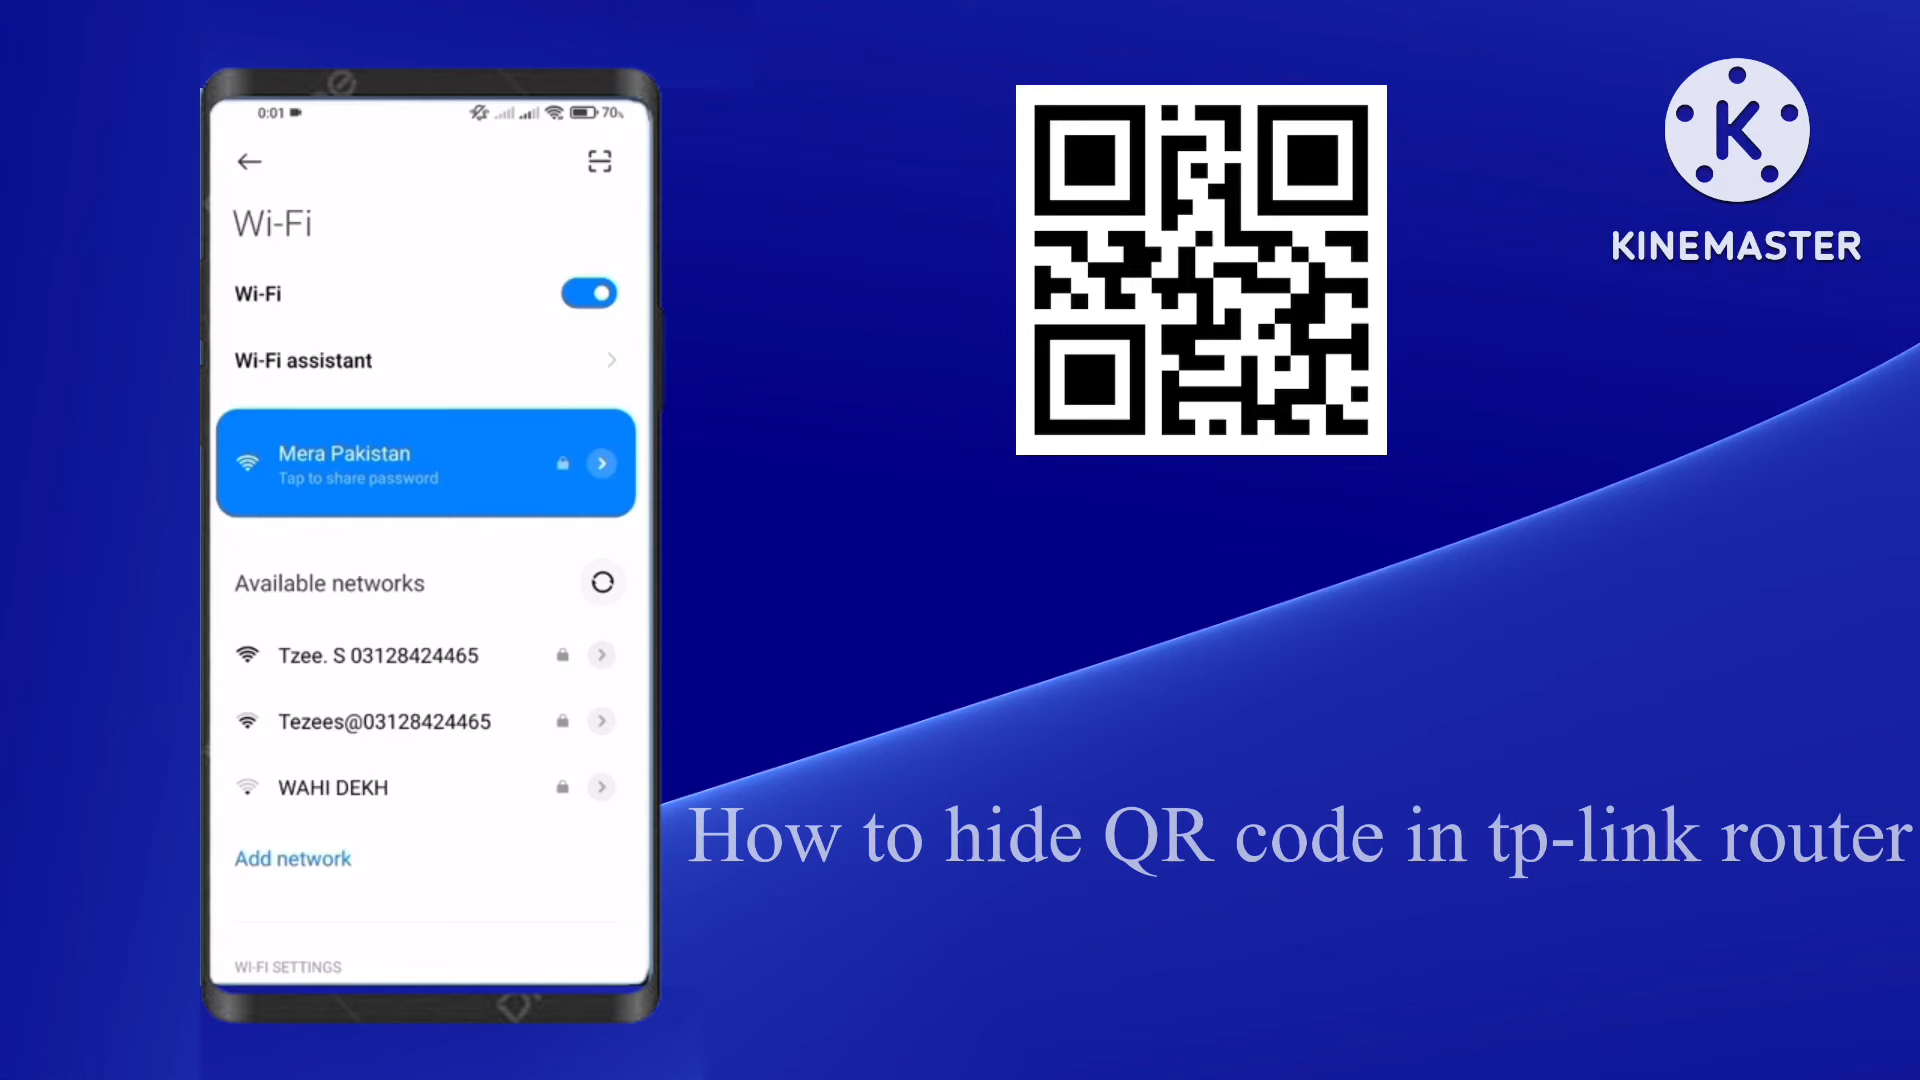 0:01
70%
Wi-Fi
Wi-Fi
Wi-Fi assistant
Mera Pakistan
Tap to share password
Available networks
Tzee. S 03128424465
Tezees@03128424465
WAHI DEKH
Add network
WI-FI SETTINGS
K
KINEMASTER
How to hide QR code in tp-link router